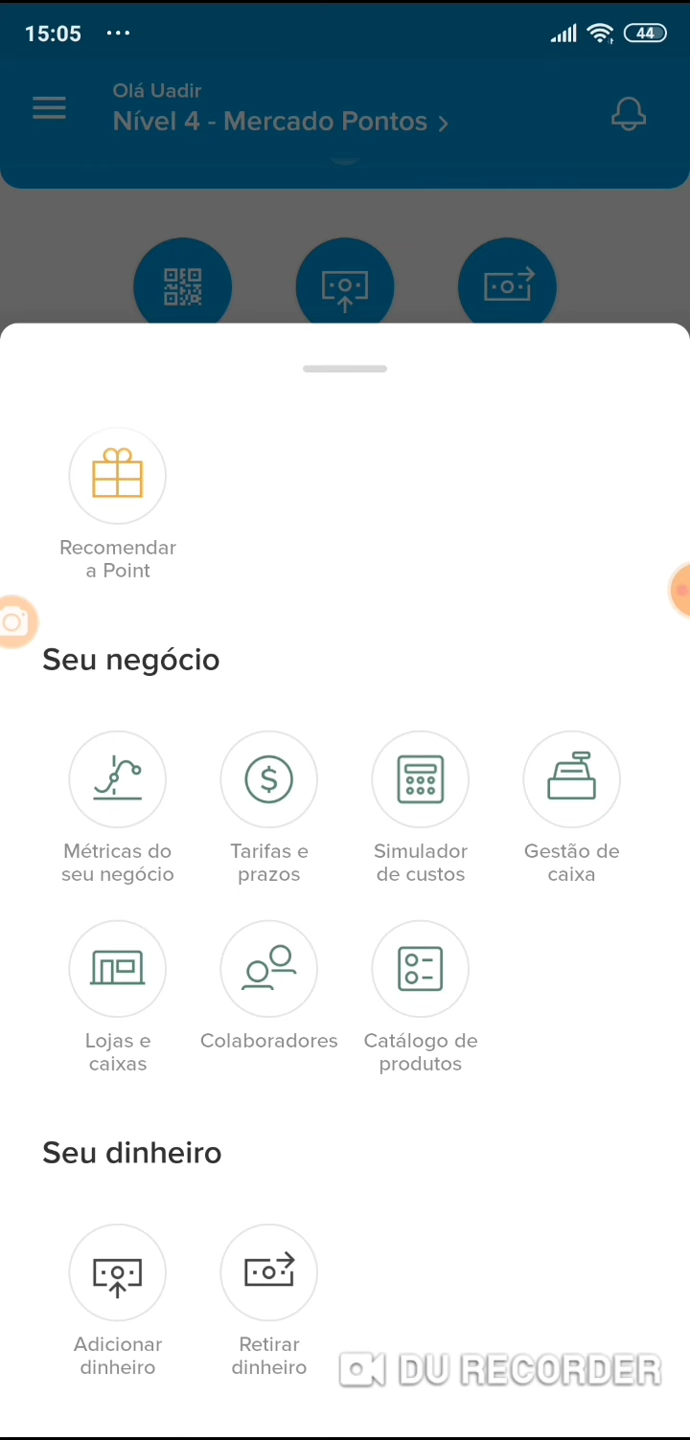 15:05 ... 44
Olá Uadir
Nível 4 - Mercado Pontos
Recomendar
a Point
Seu negócio
Métricas do
seu negócio
Tarifas e
prazos
Simulador
de custos
Gestão de
caixa
Lojas e
caixas
Colaboradores
Catálogo de
produtos
Seu dinheiro
Adicionar
dinheiro
Retirar
dinheiro
DU RECORDER